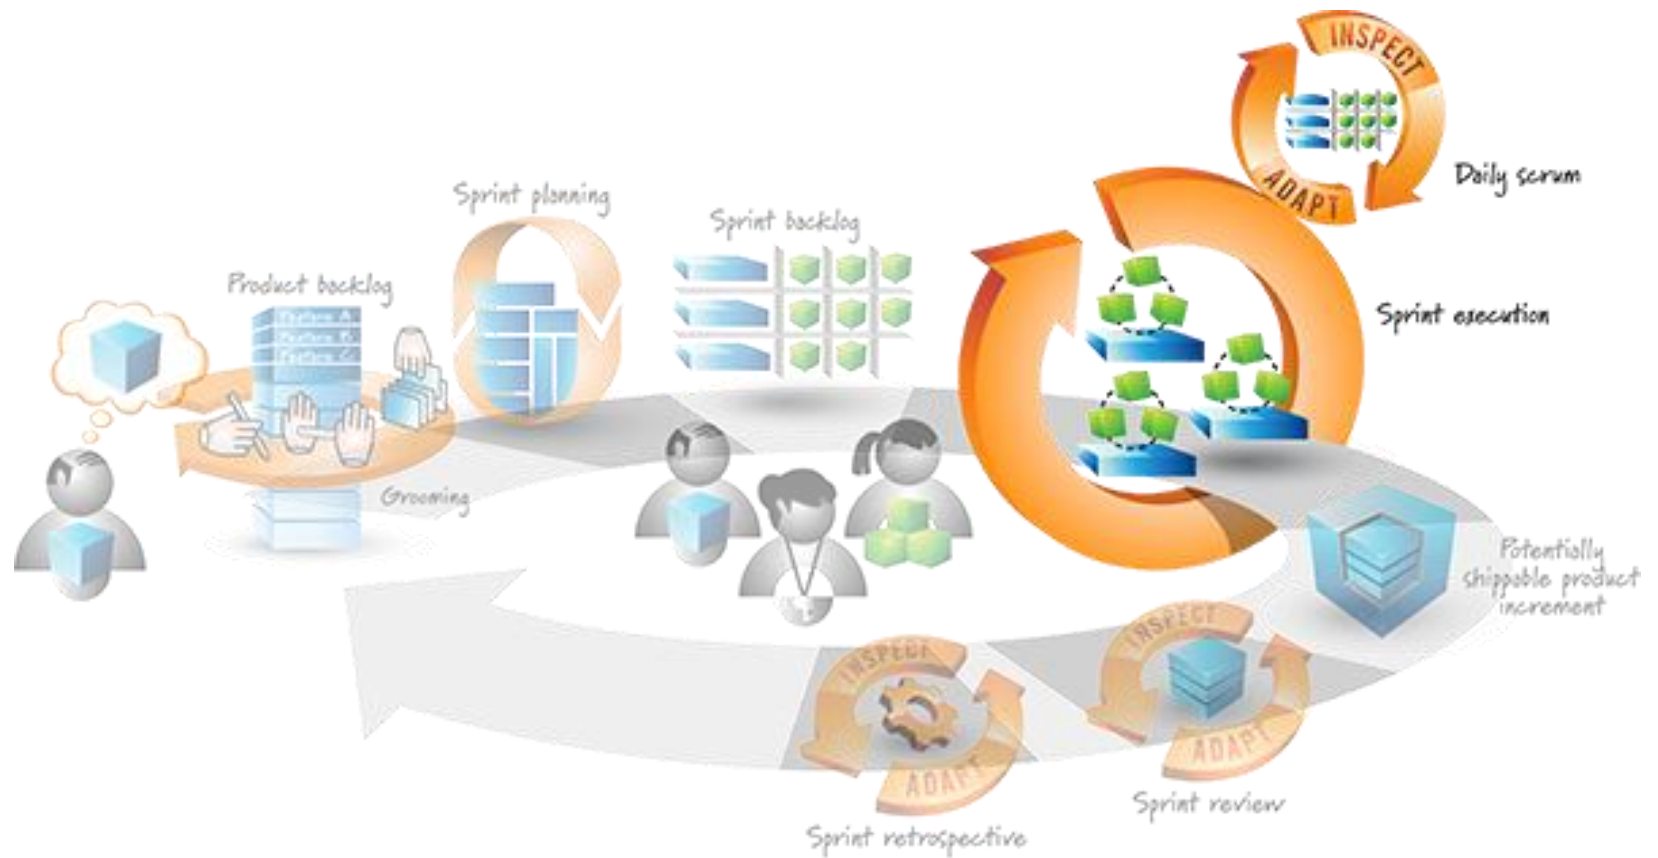 INSPECT
ADAPT
Daily scrum
Sprint planning
Sprint backlog
Product backlog
Feature A
Feature B
Feature C
Sprint execution
Grooming
Potentially
shippable product
increment
INSPECT
ADAPT
Sprint review
INSPECT
ADAPT
Sprint retrospective